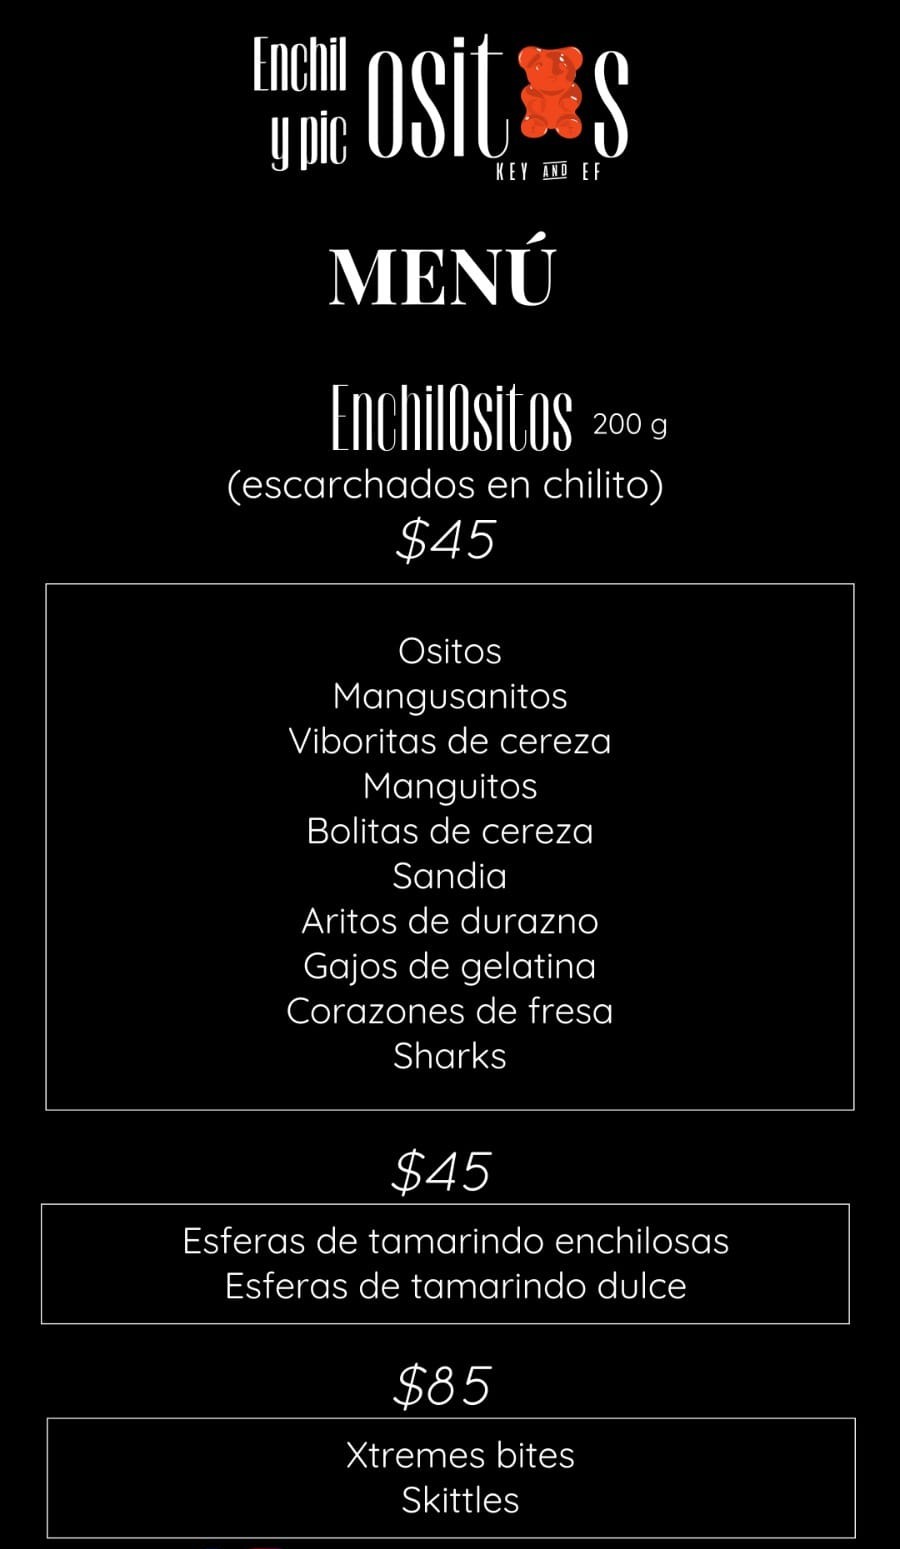 Enchil
y pic
ositos
KEY AND EF
MENÚ
EnchilOsitos 200 g
(escarchados en chilito)
$45
Ositos
Mangusanitos
Viboritas de cereza
Manguitos
Bolitas de cereza
Sandia
Aritos de durazno
Gajos de gelatina
Corazones de fresa
Sharks
$45
Esferas de tamarindo enchilosas
Esferas de tamarindo dulce
$85
Xtremes bites
Skittles